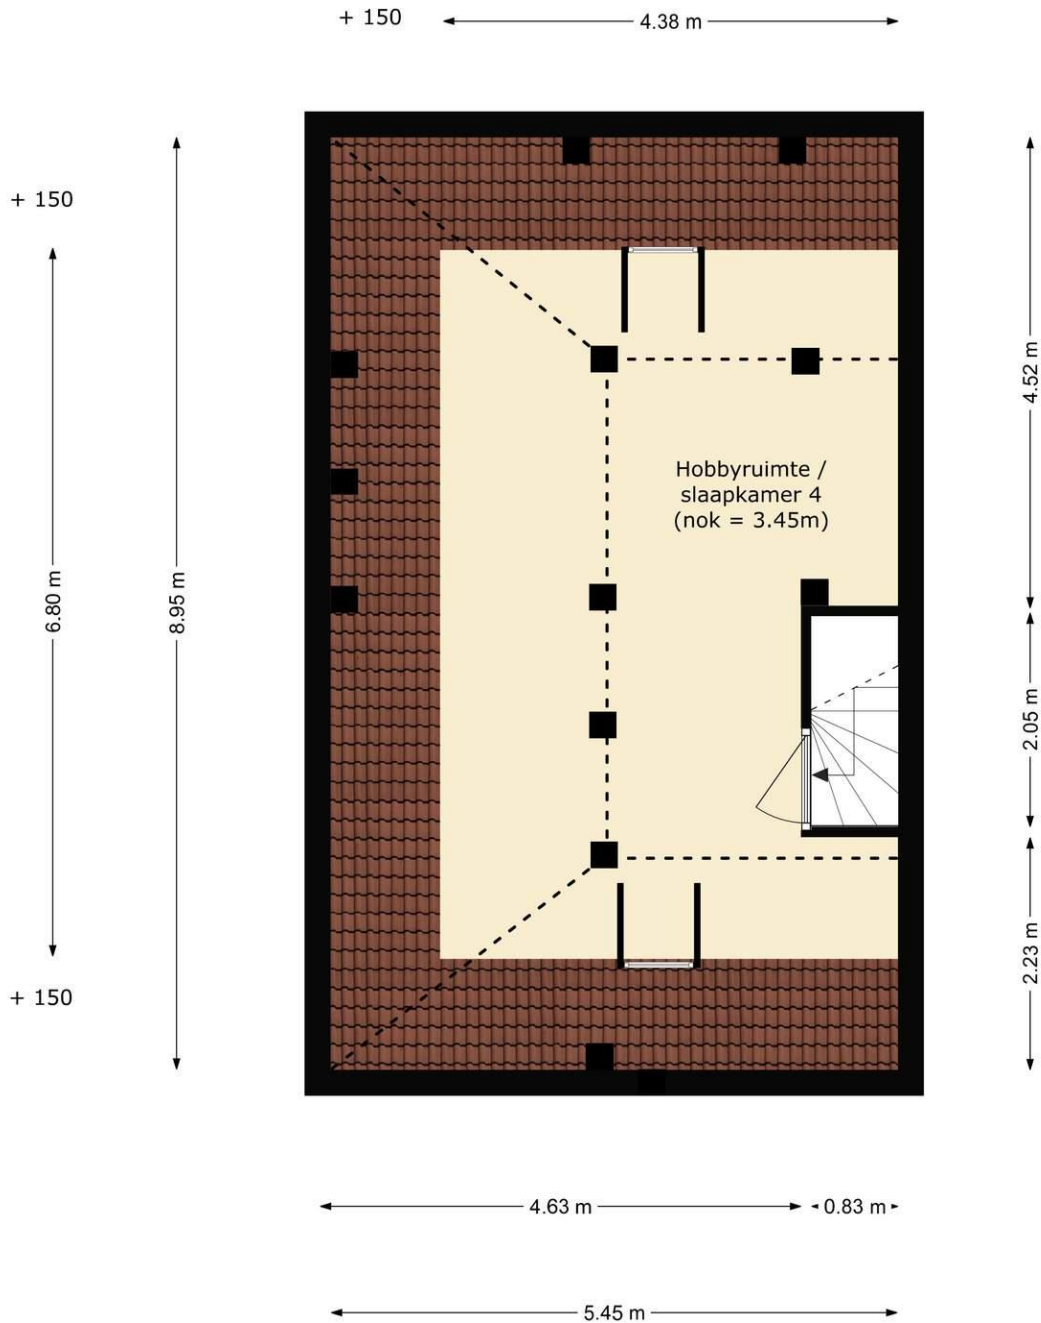 + 150
4.38 m
+ 150
4.52 m
Hobbyruimte /
slaapkamer 4
(nok = 3.45m)
6.80 m
8.95 m
2.05 m
2.23 m
+ 150
4.63 m
0.83 m
5.45 m